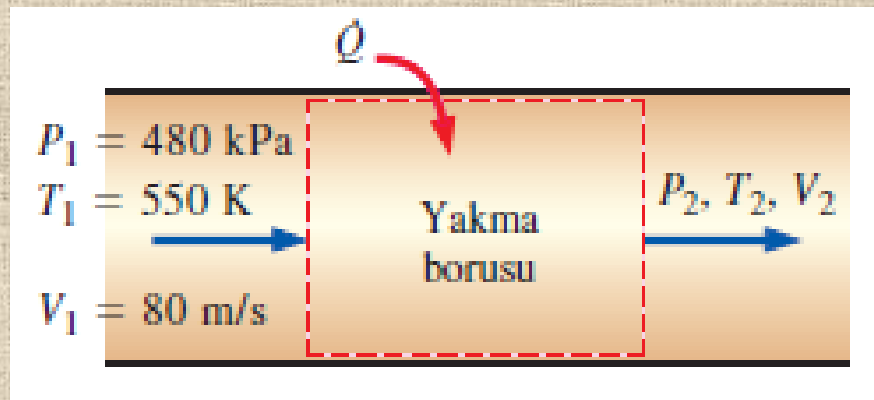 Q̇
P₁ = 480 kPa
T₁ = 550 K
V₁ = 80 m/s
Yakma
borusu
P₂, T₂, V₂